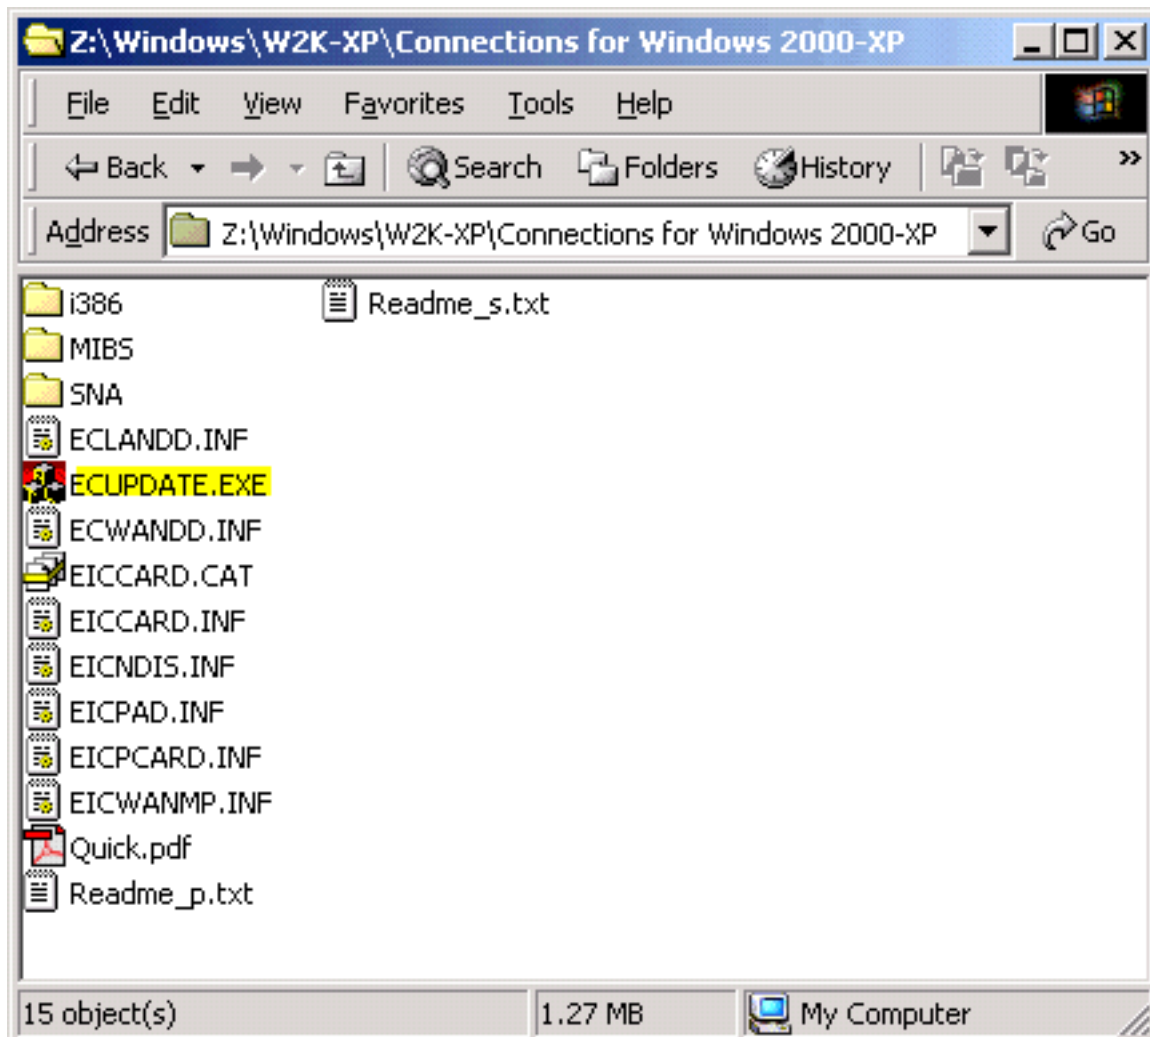 Z:\Windows\W2K-XP\Connections for Windows 2000-XP
File Edit View Favorites Tools Help
Back Search Folders History »
Address Z:\Windows\W2K-XP\Connections for Windows 2000-XP Go
i386
MIBS
SNA
ECLANDD.INF
ECUPDATE.EXE
ECWANDD.INF
EICCARD.CAT
EICCARD.INF
EICNDIS.INF
EICPAD.INF
EICPCARD.INF
EICWANMP.INF
Quick.pdf
Readme_p.txt
Readme_s.txt
15 object(s) 1.27 MB My Computer